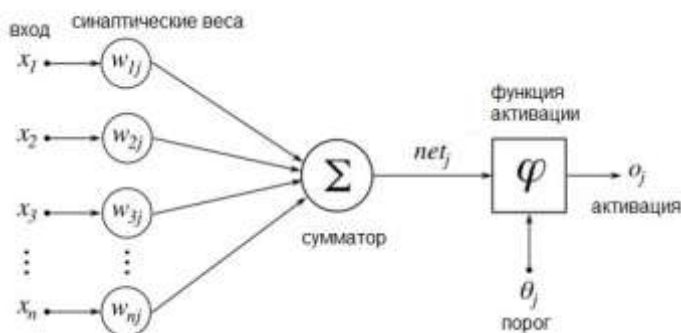 вход
синаптические веса
x₁ w₁ⱼ
x₂ w₂ⱼ
x₃ w₃ⱼ
⋮ ⋮
xₙ wₙⱼ
Σ
сумматор
netⱼ
функция
активации
φ
oⱼ
активация
θⱼ
порог